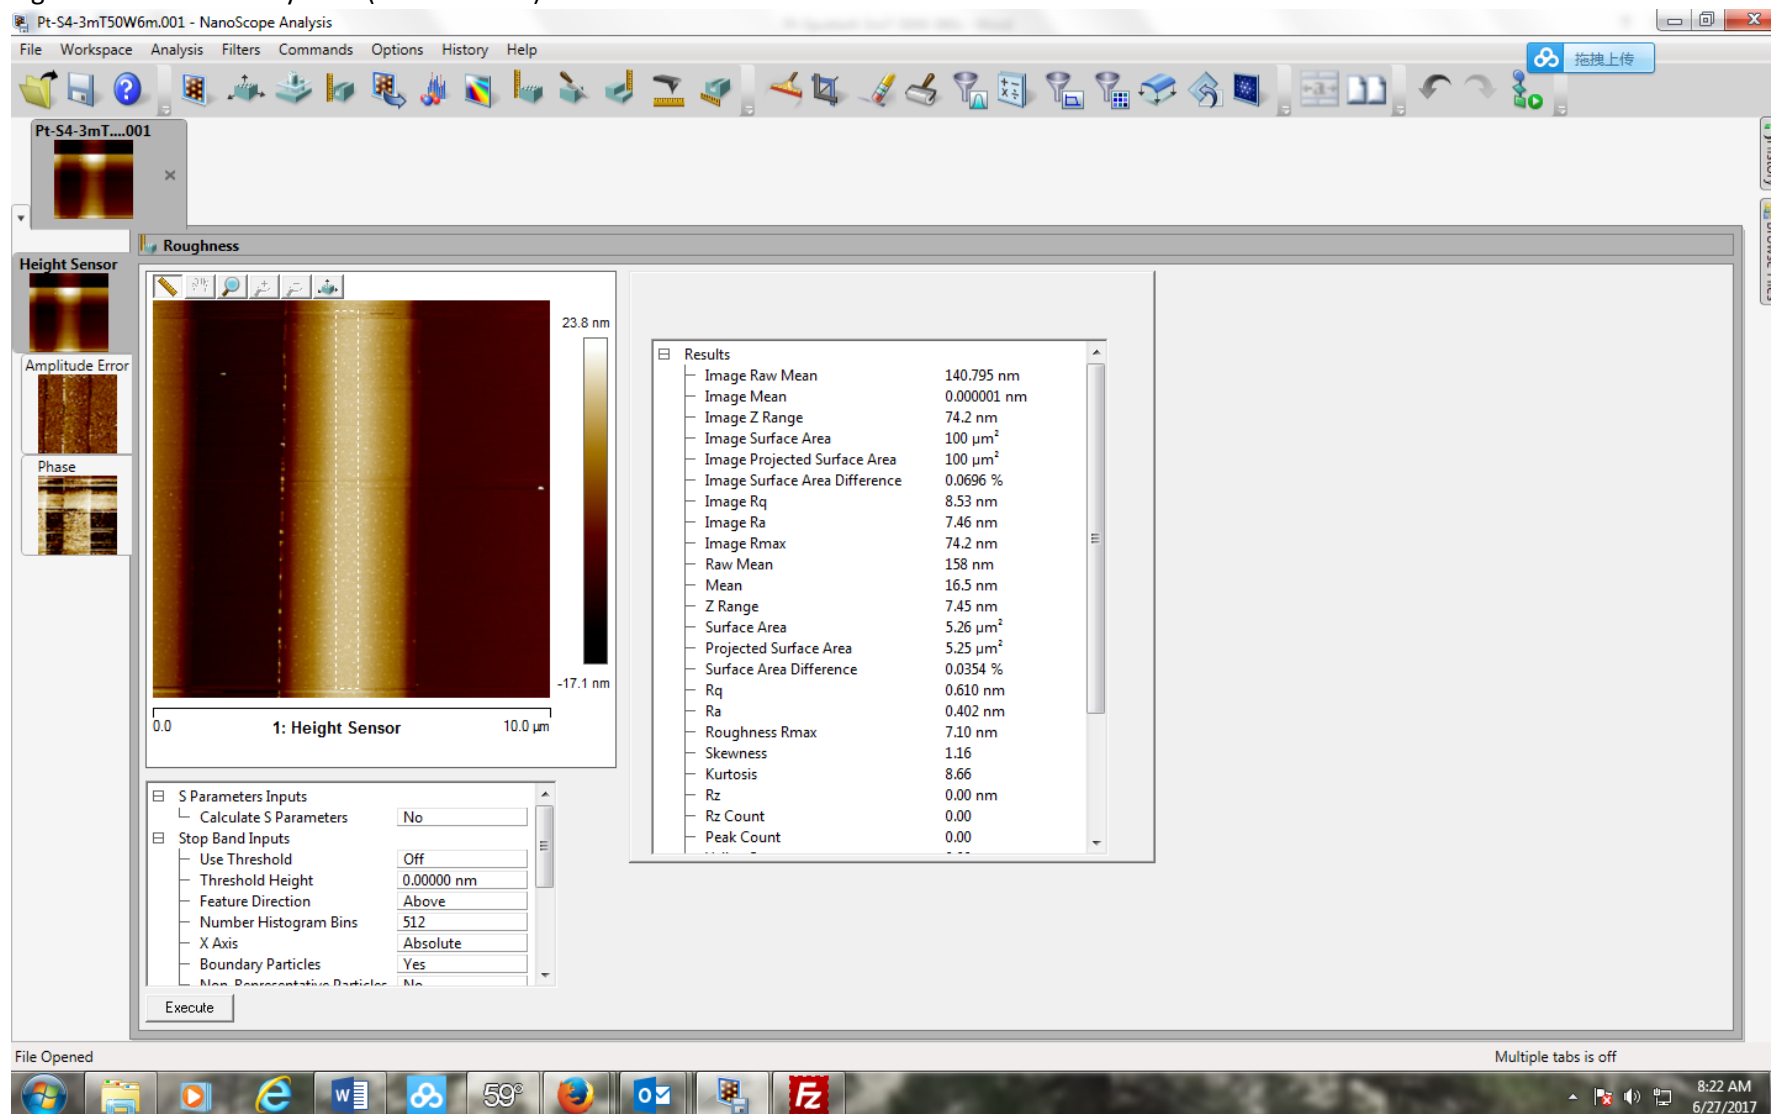 Pt-S4-3mT50W6m.001 - NanoScope Analysis
File Workspace Analysis Filters Commands Options History Help
拖拽上传
Pt-S4-3mT....001
History
Roughness
Height Sensor
Amplitude Error
Phase
23.8 nm
-17.1 nm
0.0 1: Height Sensor 10.0 µm
Results
Image Raw Mean 140.795 nm
Image Mean 0.000001 nm
Image Z Range 74.2 nm
Image Surface Area 100 µm²
Image Projected Surface Area 100 µm²
Image Surface Area Difference 0.0696 %
Image Rq 8.53 nm
Image Ra 7.46 nm
Image Rmax 74.2 nm
Raw Mean 158 nm
Mean 16.5 nm
Z Range 7.45 nm
Surface Area 5.26 µm²
Projected Surface Area 5.25 µm²
Surface Area Difference 0.0354 %
Rq 0.610 nm
Ra 0.402 nm
Roughness Rmax 7.10 nm
Skewness 1.16
Kurtosis 8.66
Rz 0.00 nm
Rz Count 0.00
Peak Count 0.00
S Parameters Inputs
Calculate S Parameters No
Stop Band Inputs
Use Threshold Off
Threshold Height 0.00000 nm
Feature Direction Above
Number Histogram Bins 512
X Axis Absolute
Boundary Particles Yes
Non-Representative Particles No
Execute
File Opened
Multiple tabs is off
59°
8:22 AM
6/27/2017